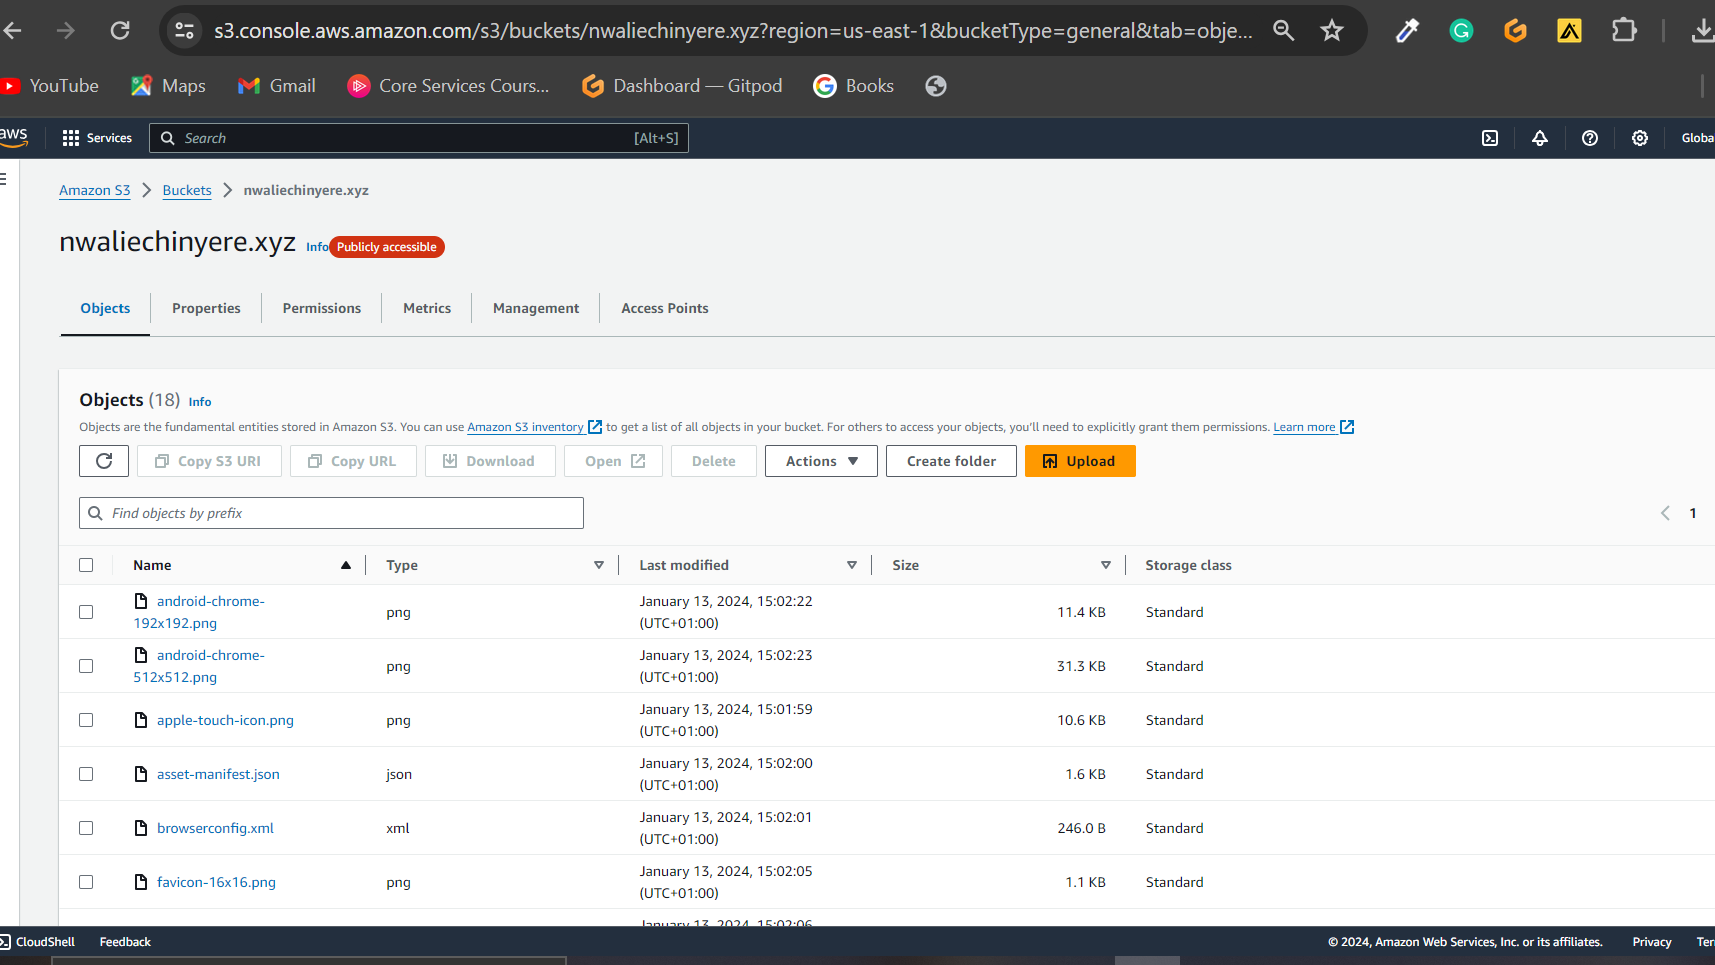 s3.console.aws.amazon.com/s3/buckets/nwaliechinyere.xyz?region=us-east-1&bucketType=general&tab=obje...
YouTube Maps Gmail Core Services Cours... Dashboard — Gitpod Books
aws Services Search [Alt+S] Globa
Amazon S3 > Buckets > nwaliechinyere.xyz
nwaliechinyere.xyz Info Publicly accessible
Objects Properties Permissions Metrics Management Access Points
Objects (18) Info
Objects are the fundamental entities stored in Amazon S3. You can use Amazon S3 inventory to get a list of all objects in your bucket. For others to access your objects, you'll need to explicitly grant them permissions. Learn more
Copy S3 URI Copy URL Download Open Delete Actions Create folder Upload
Find objects by prefix 1
Name Type Last modified Size Storage class
android-chrome-192x192.png png January 13, 2024, 15:02:22 (UTC+01:00) 11.4 KB Standard
android-chrome-512x512.png png January 13, 2024, 15:02:23 (UTC+01:00) 31.3 KB Standard
apple-touch-icon.png png January 13, 2024, 15:01:59 (UTC+01:00) 10.6 KB Standard
asset-manifest.json json January 13, 2024, 15:02:00 (UTC+01:00) 1.6 KB Standard
browserconfig.xml xml January 13, 2024, 15:02:01 (UTC+01:00) 246.0 B Standard
favicon-16x16.png png January 13, 2024, 15:02:05 (UTC+01:00) 1.1 KB Standard
January 13, 2024, 15:02:06
CloudShell Feedback © 2024, Amazon Web Services, Inc. or its affiliates. Privacy Ter